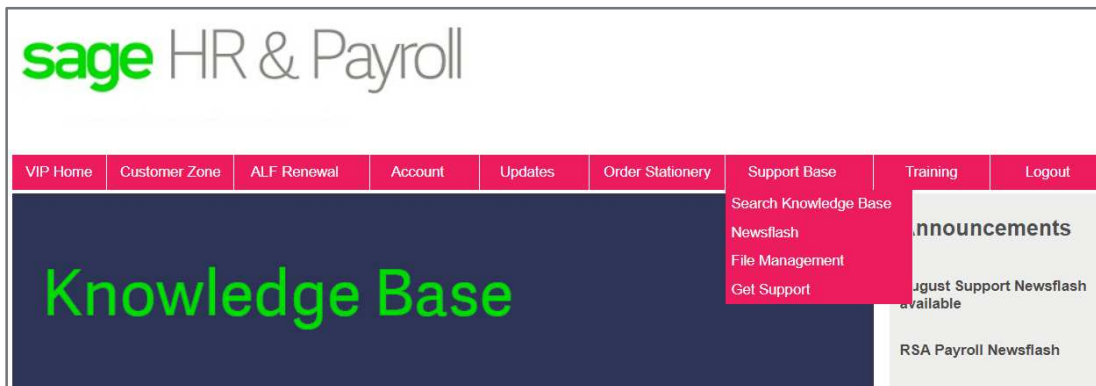 sage HR & Payroll
VIP Home Customer Zone ALF Renewal Account Updates Order Stationery Support Base Training Logout
Search Knowledge Base
Newsflash
File Management
Get Support
Knowledge Base
nnouncements
ugust Support Newsflash
available
RSA Payroll Newsflash